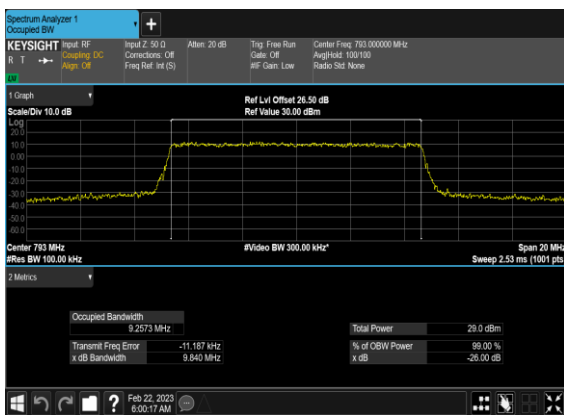 Spectrum Analyzer 1
Occupied BW
+
KEYSIGHT Input: RF Input Z: 50 Ω Atten: 20 dB Trig: Free Run Center Freq: 793.000000 MHz
R T Coupling: DC Corrections: Off Gate: Off Avg|Hold: 100/100
Align: Off Freq Ref: Int (S) #IF Gain: Low Radio Std: None
1 Graph
Ref Lvl Offset 26.50 dB
Scale/Div 10.0 dB Ref Value 30.00 dBm
Log
20.0
10.0
0.00
-10.0
-20.0
-30.0
-40.0
-50.0
-60.0
Center 793 MHz #Video BW 300.00 kHz* Span 20 MHz
#Res BW 100.00 kHz Sweep 2.53 ms (1001 pts)
2 Metrics
Occupied Bandwidth
9.2573 MHz Total Power 29.0 dBm
Transmit Freq Error -11.187 kHz % of OBW Power 99.00 %
x dB Bandwidth 9.840 MHz x dB -26.00 dB
? Feb 22, 2023
6:00:17 AM